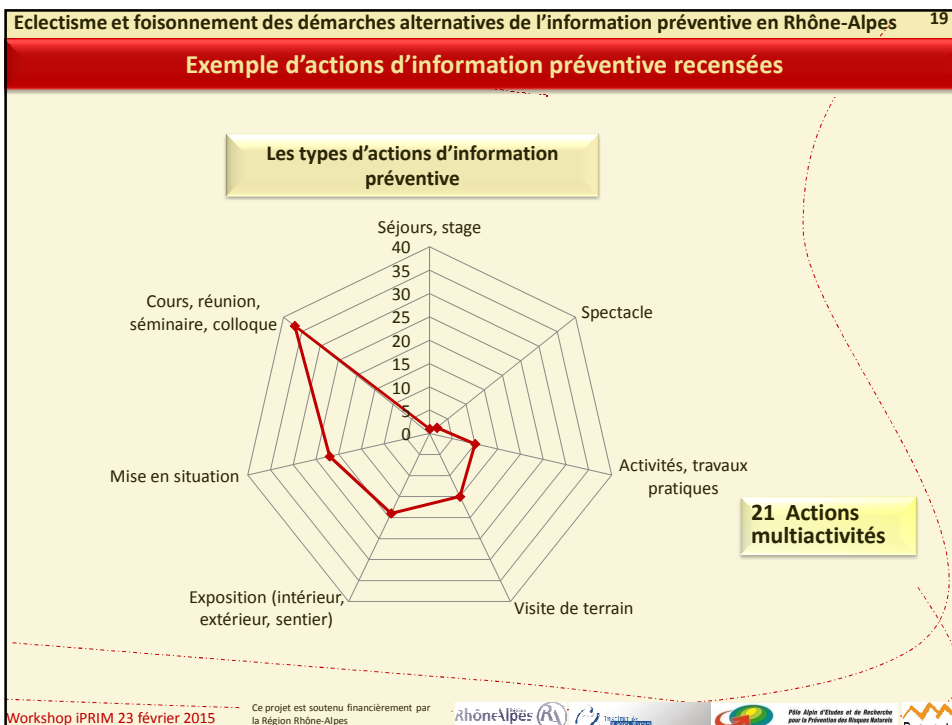 Eclectisme et foisonnement des démarches alternatives de l'information préventive en Rhône-Alpes 19
Exemple d'actions d'information préventive recensées
Les types d'actions d'information
préventive
Séjours, stage
40
35
30
25
20
15
10
5
0
Cours, réunion,
séminaire, colloque
Spectacle
Mise en situation
Activités, travaux
pratiques
21 Actions
multiactivités
Exposition (intérieur,
extérieur, sentier)
Visite de terrain
Workshop iPRIM 23 février 2015
Ce projet est soutenu financièrement par
la Région Rhône-Alpes
RhôneAlpes
Pôle Alpin d'Etudes et de Recherche
pour la Prévention des Risques Naturels